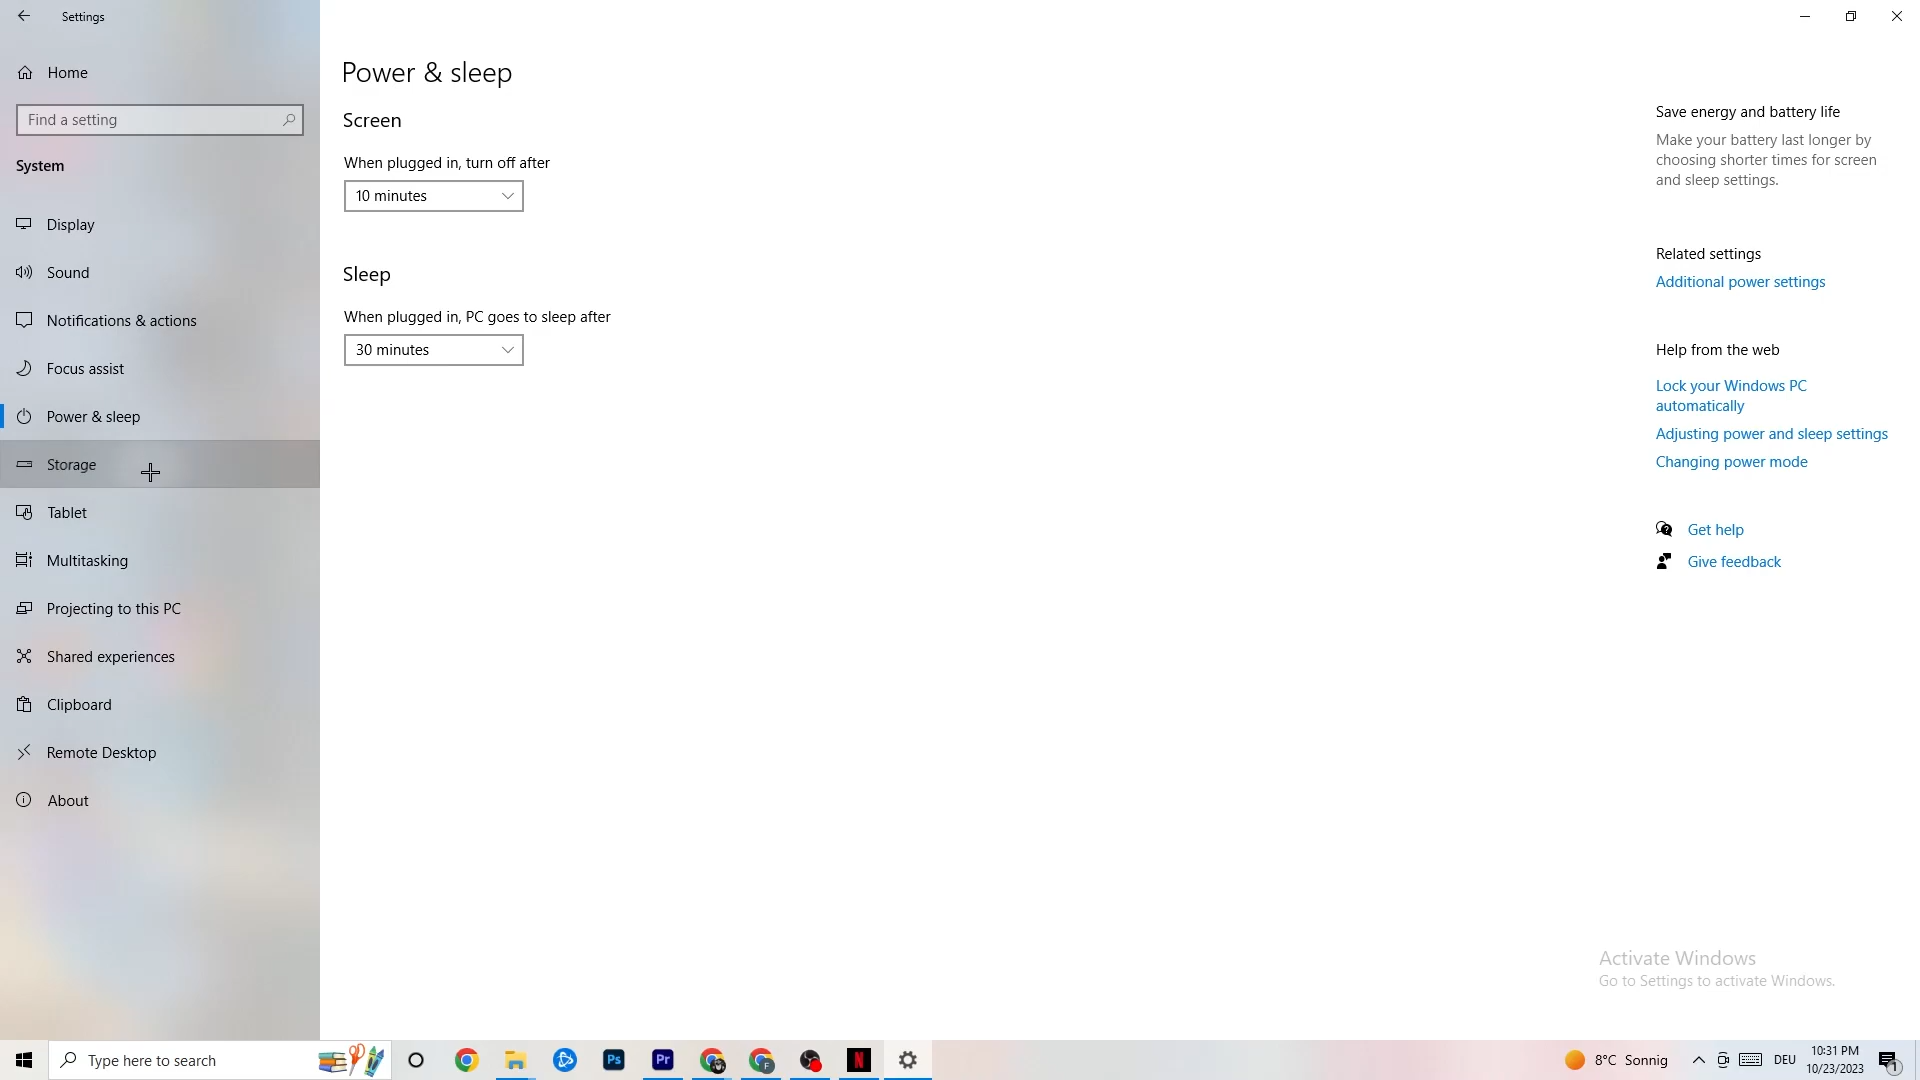 Settings
Home
Find a setting
System
Display
Sound
Notifications & actions
Focus assist
Power & sleep
Storage
Tablet
Multitasking
Projecting to this PC
Shared experiences
Clipboard
Remote Desktop
About
Power & sleep
Screen
When plugged in, turn off after
10 minutes
Sleep
When plugged in, PC goes to sleep after
30 minutes
Save energy and battery life
Make your battery last longer by
choosing shorter times for screen
and sleep settings.
Related settings
Additional power settings
Help from the web
Lock your Windows PC
automatically
Adjusting power and sleep settings
Changing power mode
Get help
Give feedback
Activate Windows
Go to Settings to activate Windows.
Type here to search
Ps
Pr
F
N
8°C Sonnig
DEU
10:31 PM
10/23/2023
1